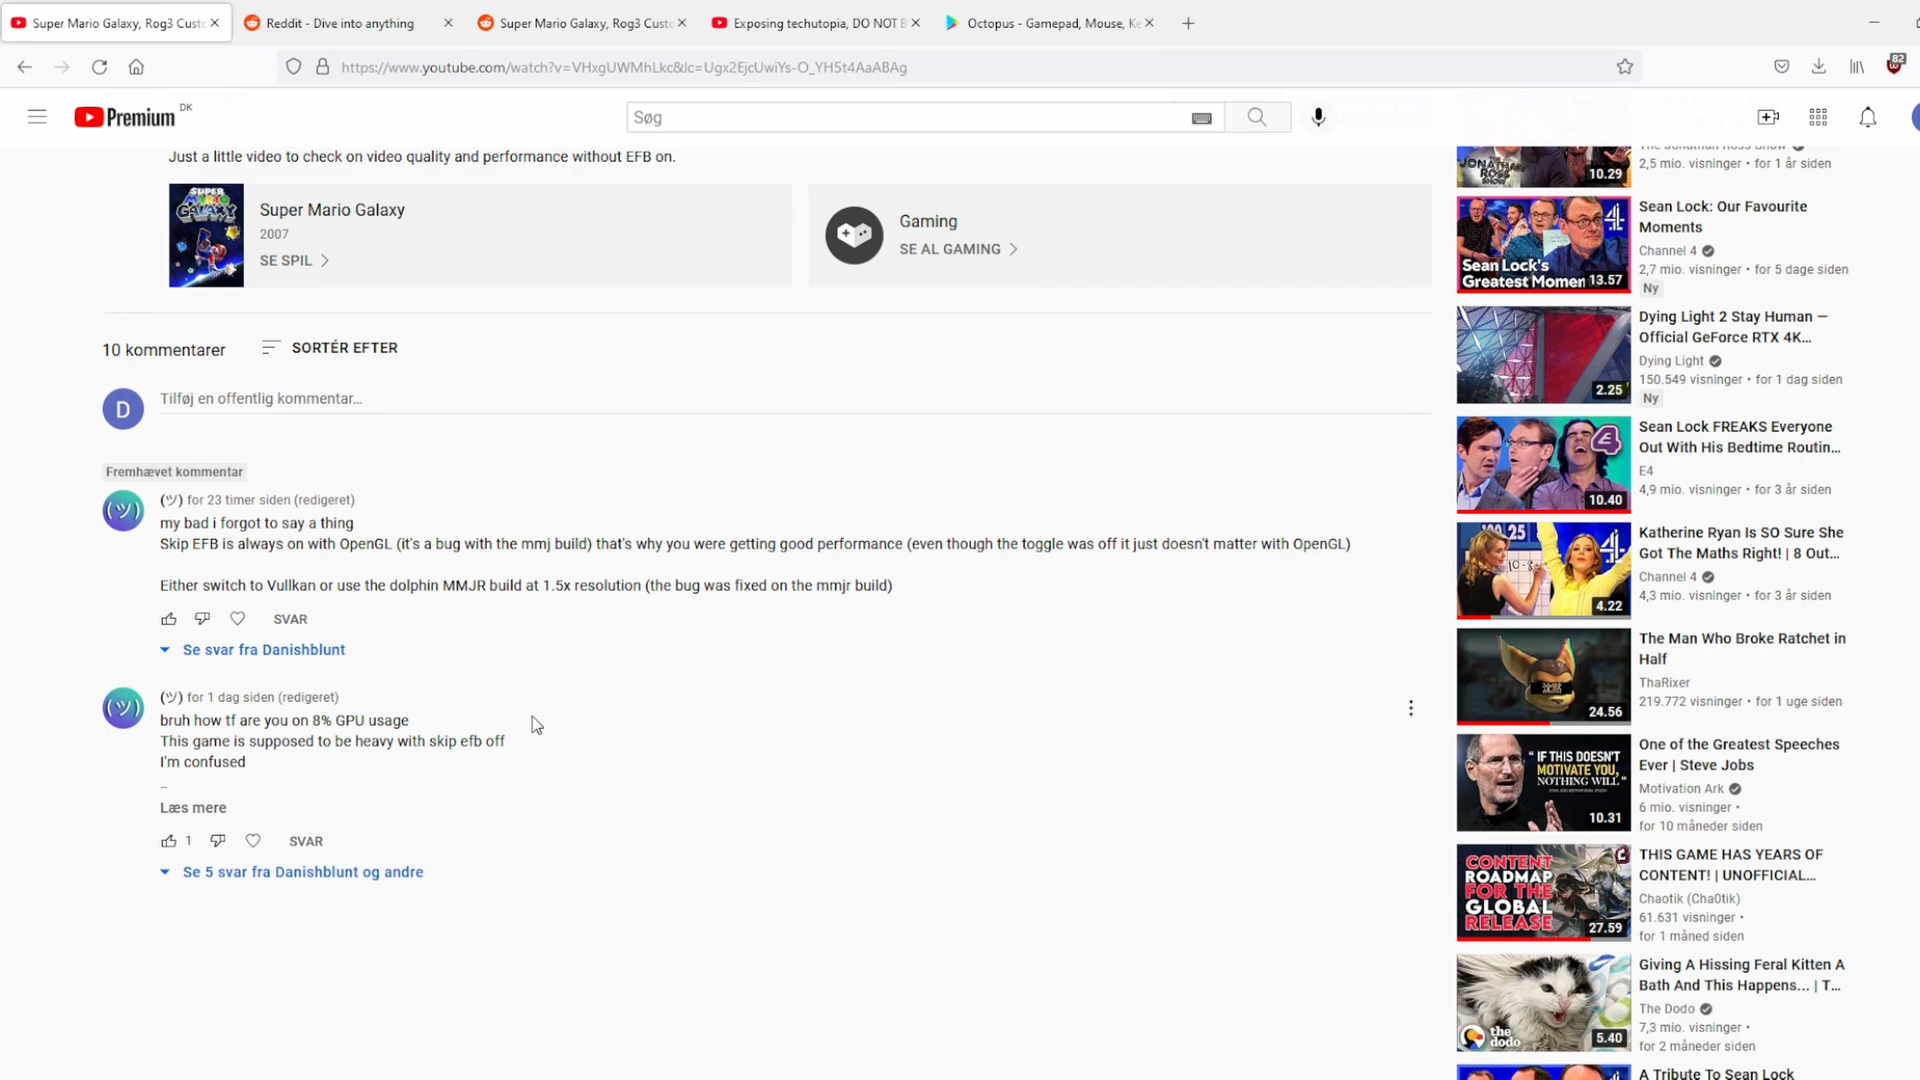 Super Mario Galaxy, Rog3 Custo
Reddit - Dive into anything
Super Mario Galaxy, Rog3 Custo
Exposing techutopia, DO NOT B
Octopus - Gamepad, Mouse, Ke
https://www.youtube.com/watch?v=VHxgUWMhLkc&lc=Ugx2EjcUwiYs-O_YH5t4AaABAg
82
Premium DK
Søg
Just a little video to check on video quality and performance without EFB on.
SUPER MARIO GALAXY
Super Mario Galaxy
2007
SE SPIL
Gaming
SE AL GAMING
10 kommentarer
SORTÉR EFTER
D
Tilføj en offentlig kommentar...
Fremhævet kommentar
(ツ) (ツ) for 23 timer siden (redigeret)
my bad i forgot to say a thing
Skip EFB is always on with OpenGL (it's a bug with the mmj build) that's why you were getting good performance (even though the toggle was off it just doesn't matter with OpenGL)
Either switch to Vullkan or use the dolphin MMJR build at 1.5x resolution (the bug was fixed on the mmjr build)
SVAR
Se svar fra Danishblunt
(ツ) (ツ) for 1 dag siden (redigeret)
bruh how tf are you on 8% GPU usage
This game is supposed to be heavy with skip efb off
I'm confused
..
Læs mere
1
SVAR
Se 5 svar fra Danishblunt og andre
JONATHAN ROSS
10.29
The Jonathan Ross Show
2,5 mio. visninger • for 1 år siden
Sean Lock's
Greatest Momen
13.57
Sean Lock: Our Favourite
Moments
Channel 4
2,7 mio. visninger • for 5 dage siden
Ny
2.25
Dying Light 2 Stay Human —
Official GeForce RTX 4K...
Dying Light
150.549 visninger • for 1 dag siden
Ny
10.40
Sean Lock FREAKS Everyone
Out With His Bedtime Routin...
E4
4,9 mio. visninger • for 3 år siden
4.22
Katherine Ryan Is SO Sure She
Got The Maths Right! | 8 Out...
Channel 4
4,3 mio. visninger • for 3 år siden
24.56
The Man Who Broke Ratchet in
Half
ThaRixer
219.772 visninger • for 1 uge siden
"IF THIS DOESN'T
MOTIVATE YOU,
NOTHING WILL"
10.31
One of the Greatest Speeches
Ever | Steve Jobs
Motivation Ark
6 mio. visninger •
for 10 måneder siden
CONTENT
ROADMAP
FOR THE
GLOBAL
RELEASE
27.59
THIS GAME HAS YEARS OF
CONTENT! | UNOFFICIAL...
Chaotik (Cha0tik)
61.631 visninger •
for 1 måned siden
the dodo
5.40
Giving A Hissing Feral Kitten A
Bath And This Happens... | T...
The Dodo
7,3 mio. visninger •
for 2 måneder siden
A Tribute To Sean Lock